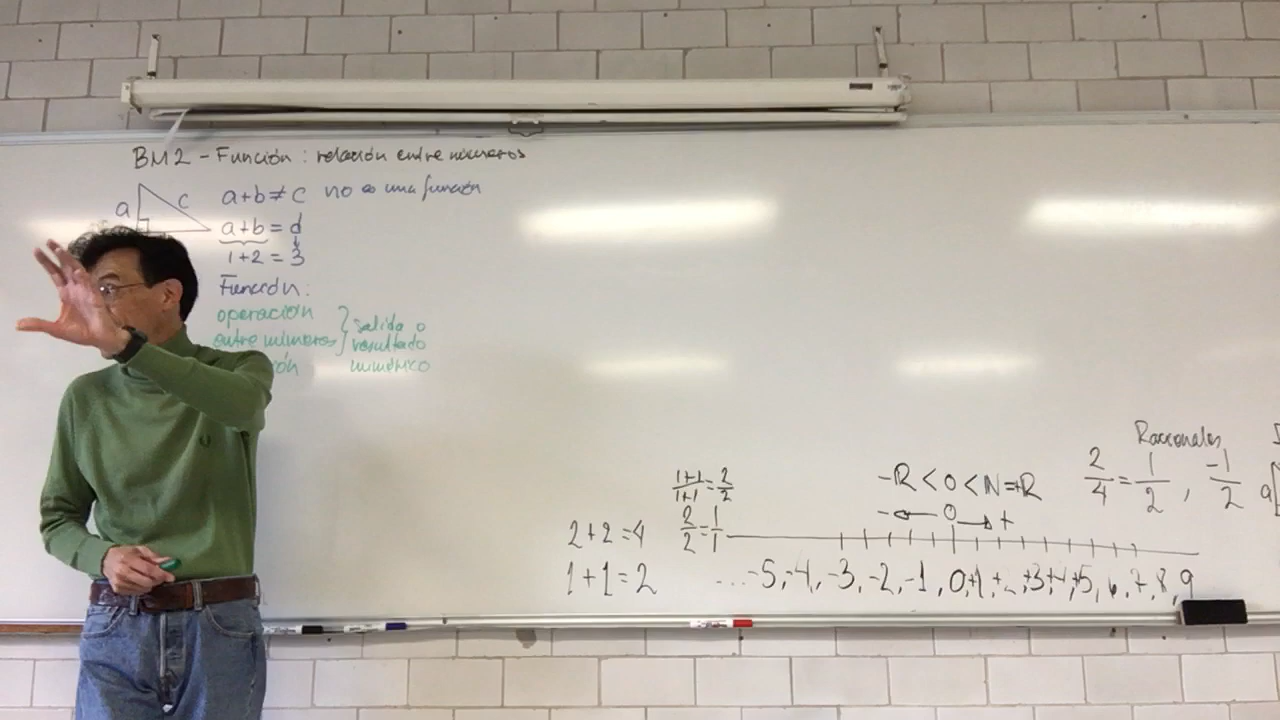 BM2 - Función : relación entre números
a c a+b≠c no es una función
a+b = d
1+2 = 3
Función:
operación
entre números
salida o
resultado
numérico
1+1/1+1 = 2/2
2/2 = 1/1
2+2=4
1+1=2
-R<0<N=+R
- ← 0 → +
...-5,-4,-3,-2,-1,0,+1,+2,+3,+4,+5,6,7,8,9
Racionales
2/4 = 1/2 , -1/2
a